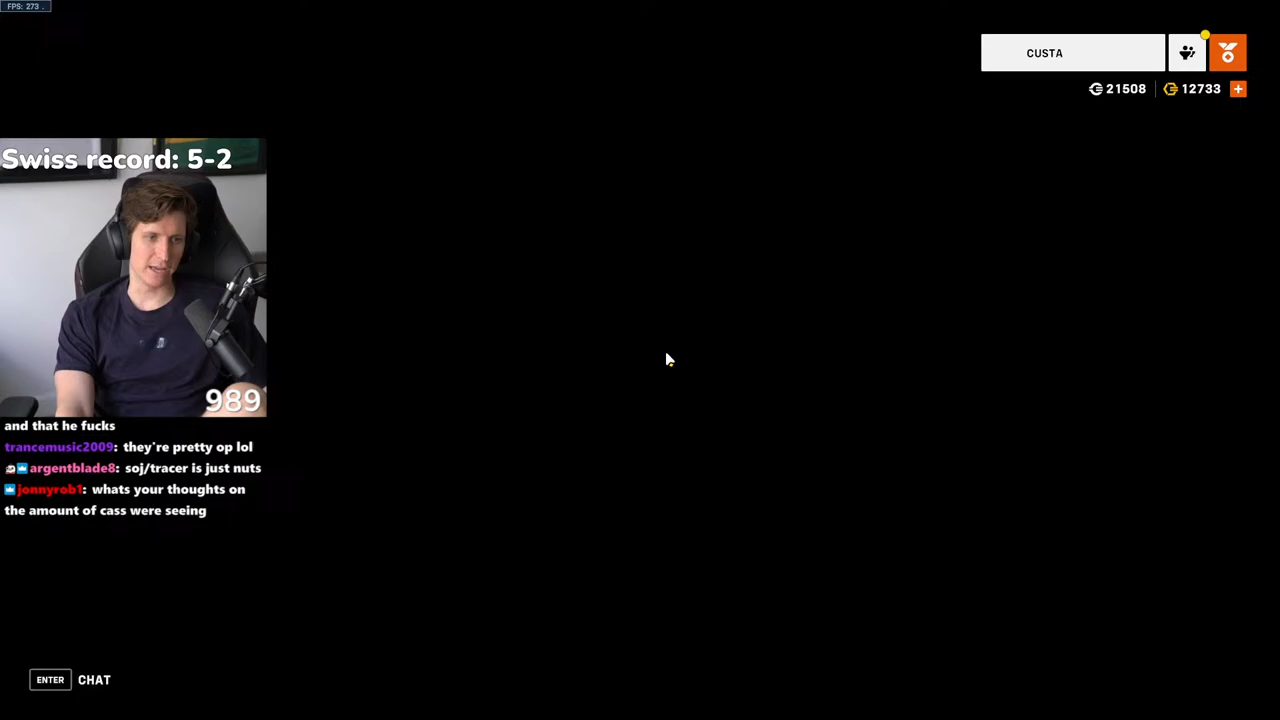 FPS: 273 .
CUSTA
21508 12733 +
Swiss record: 5-2
989
and that he fucks
trancemusic2009: they're pretty op lol
argentblade8: soj/tracer is just nuts
jonnyrob1: whats your thoughts on
the amount of cass were seeing
ENTER CHAT